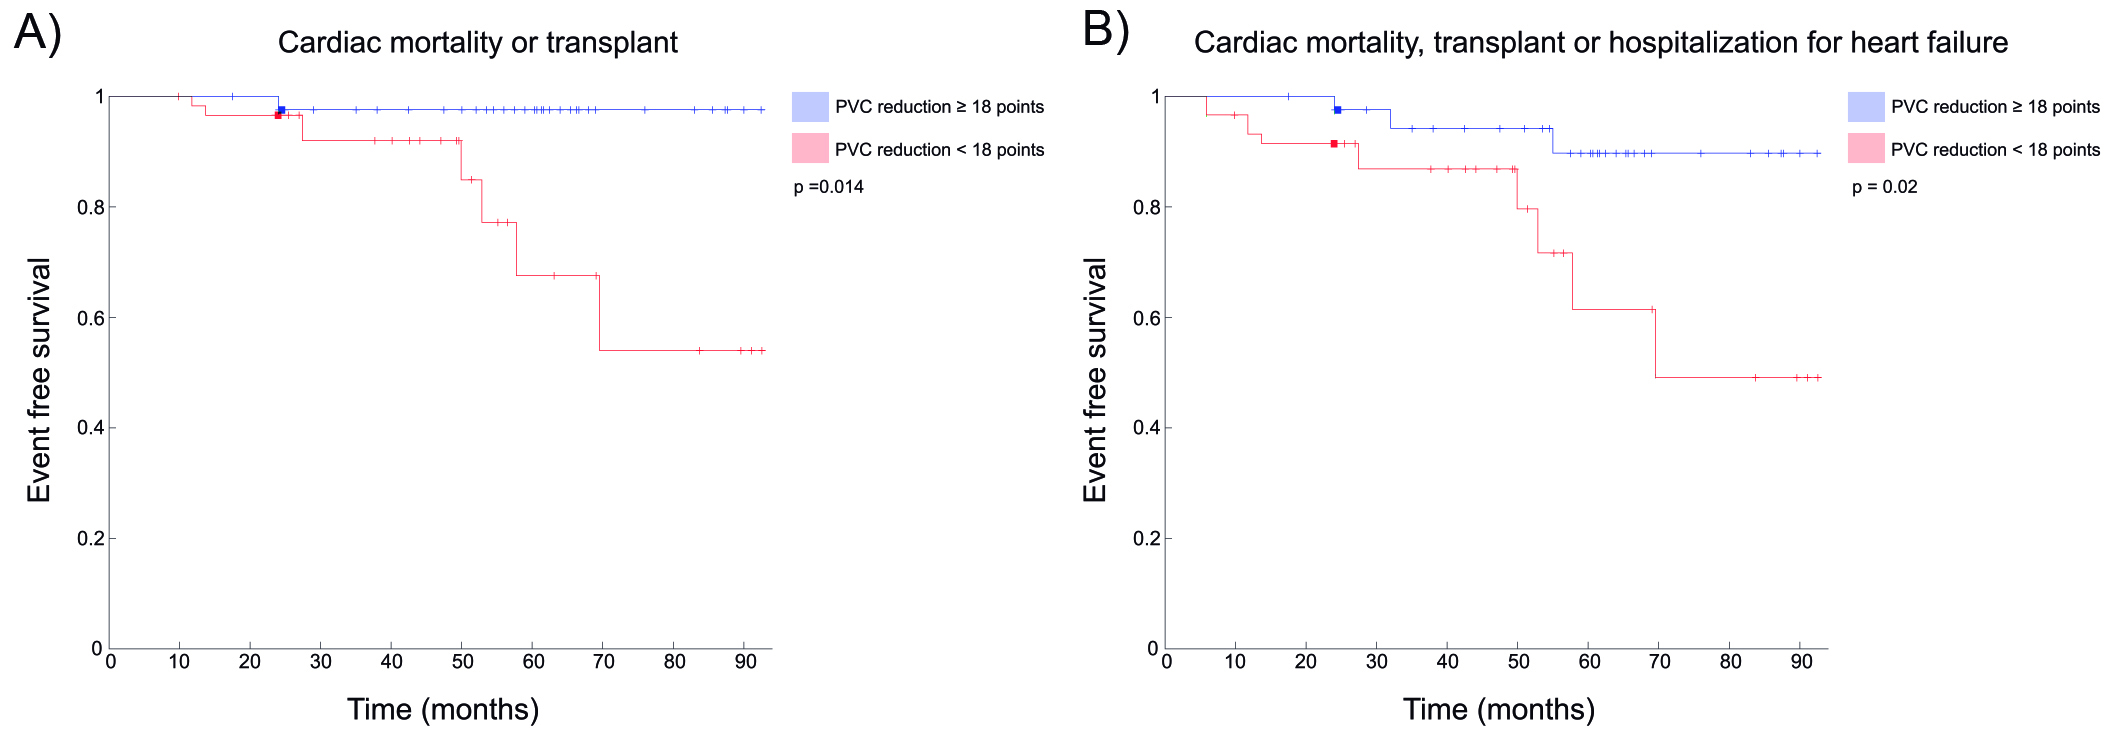 A)
Cardiac mortality or transplant
1
0.8
0.6
0.4
0.2
0
0 10 20 30 40 50 60 70 80 90
Event free survival
Time (months)
PVC reduction ≥ 18 points
PVC reduction < 18 points
p =0.014
B)
Cardiac mortality, transplant or hospitalization for heart failure
1
0.8
0.6
0.4
0.2
0
0 10 20 30 40 50 60 70 80 90
Event free survival
Time (months)
PVC reduction ≥ 18 points
PVC reduction < 18 points
p = 0.02